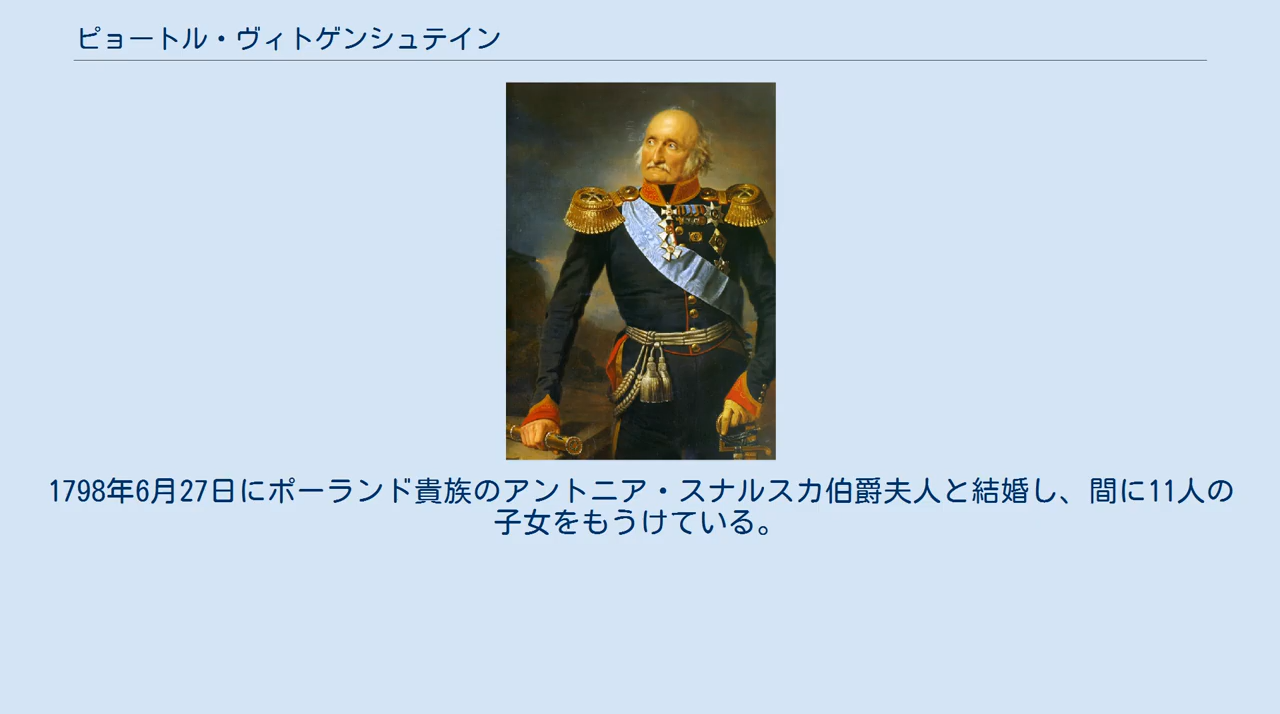 ピョートル・ヴィトゲンシュテイン
1798年6月27日にポーランド貴族のアントニア・スナルスカ伯爵夫人と結婚し、間に11人の
子女をもうけている。